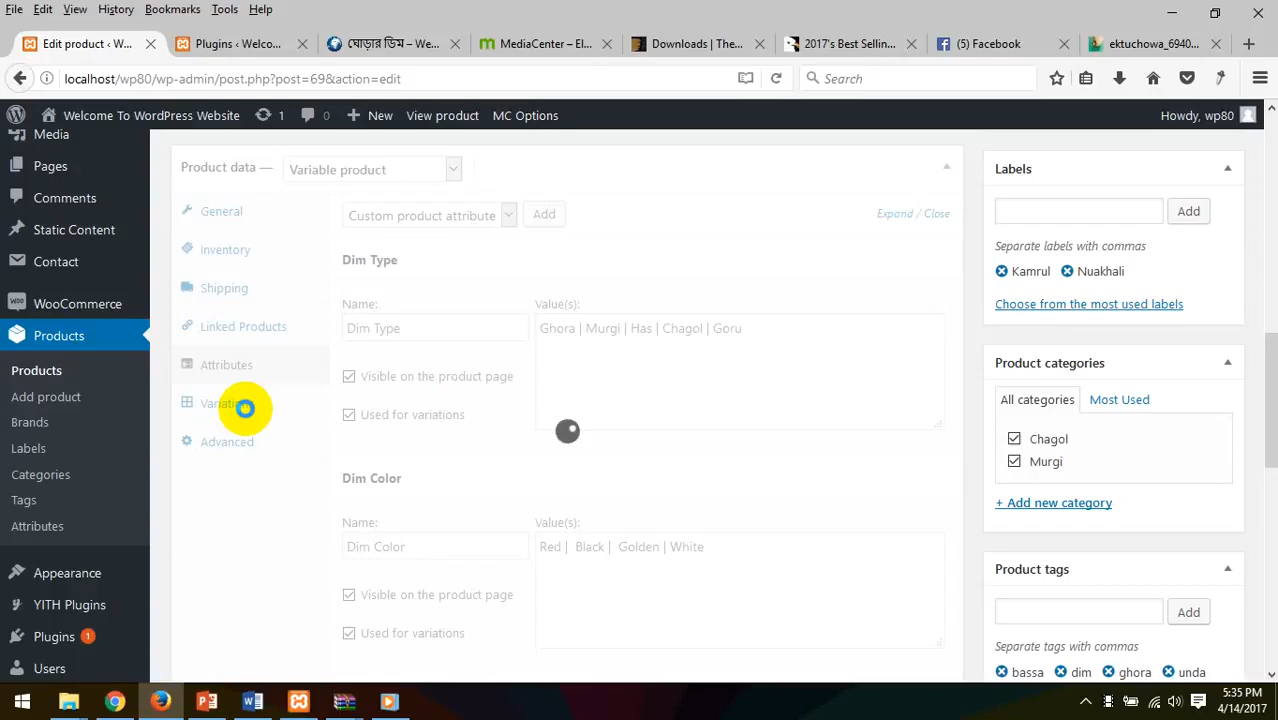 File Edit View History Bookmarks Tools Help
Edit product ‹ W... Plugins ‹ Welco... ঘোড়ার ডিম – We... MediaCenter – El... Downloads | The... 2017's Best Selling... (5) Facebook ektuchowa_6940...
localhost/wp80/wp-admin/post.php?post=69&action=edit Search
Welcome To WordPress Website 1 0 New View product MC Options Howdy, wp80
Media
Pages
Comments
Static Content
Contact
WooCommerce
Products
Products
Add product
Brands
Labels
Categories
Tags
Attributes
Appearance
YITH Plugins
Plugins 1
Users
Product data — Variable product
General
Inventory
Shipping
Linked Products
Attributes
Advanced
Custom product attribute Add Expand / Close
Dim Type
Name: Value(s):
Dim Type Ghora | Murgi | Has | Chagol | Goru
Visible on the product page
Used for variations
Dim Color
Name: Value(s):
Dim Color Red | Black | Golden | White
Visible on the product page
Used for variations
Labels
Add
Separate labels with commas
Kamrul Nuakhali
Choose from the most used labels
Product categories
All categories Most Used
Chagol
Murgi
+ Add new category
Product tags
Add
Separate tags with commas
bassa dim ghora unda
5:35 PM
4/14/2017